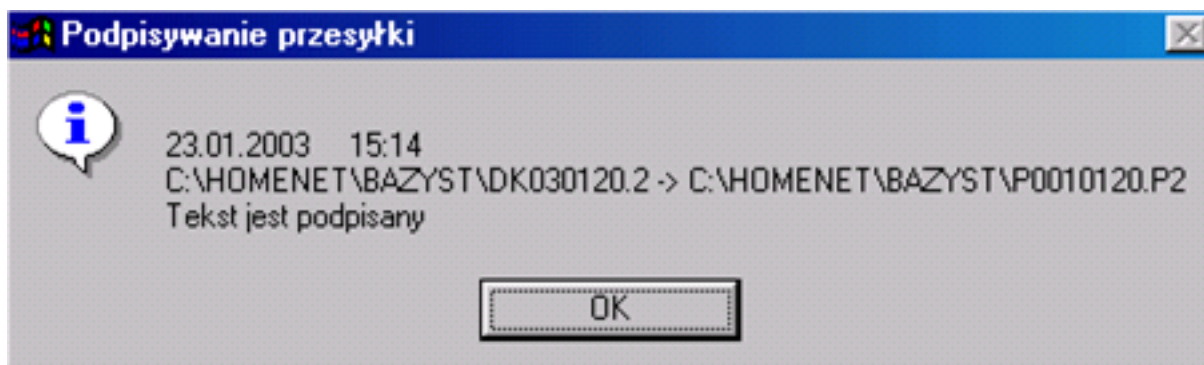 Podpisywanie przesyłki
23.01.2003 15:14
C:\HOMENET\BAZYST\DK030120.2 -> C:\HOMENET\BAZYST\P0010120.P2
Tekst jest podpisany
OK